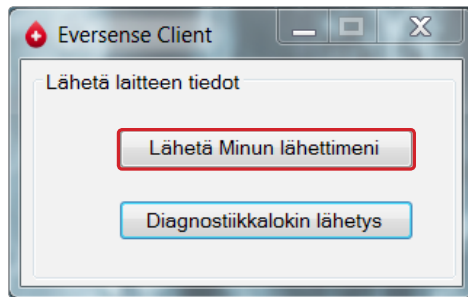 Eversense Client
Lähetä laitteen tiedot
Lähetä Minun lähettimeni
Diagnostiikkalokin lähetys